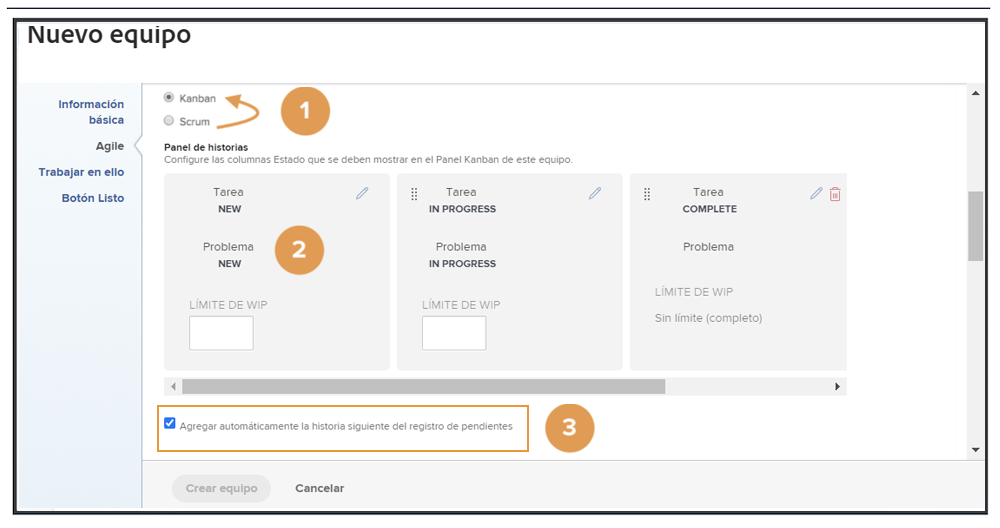 Nuevo equipo
Información
básica
Agile
Trabajar en ello
Botón Listo
Kanban
Scrum
1
Panel de historias
Configure las columnas Estado que se deben mostrar en el Panel Kanban de este equipo.
Tarea
NEW
Problema
NEW
2
LÍMITE DE WIP
Tarea
IN PROGRESS
Problema
IN PROGRESS
LÍMITE DE WIP
Tarea
COMPLETE
Problema
LÍMITE DE WIP
Sin límite (completo)
Agregar automáticamente la historia siguiente del registro de pendientes
3
Crear equipo
Cancelar